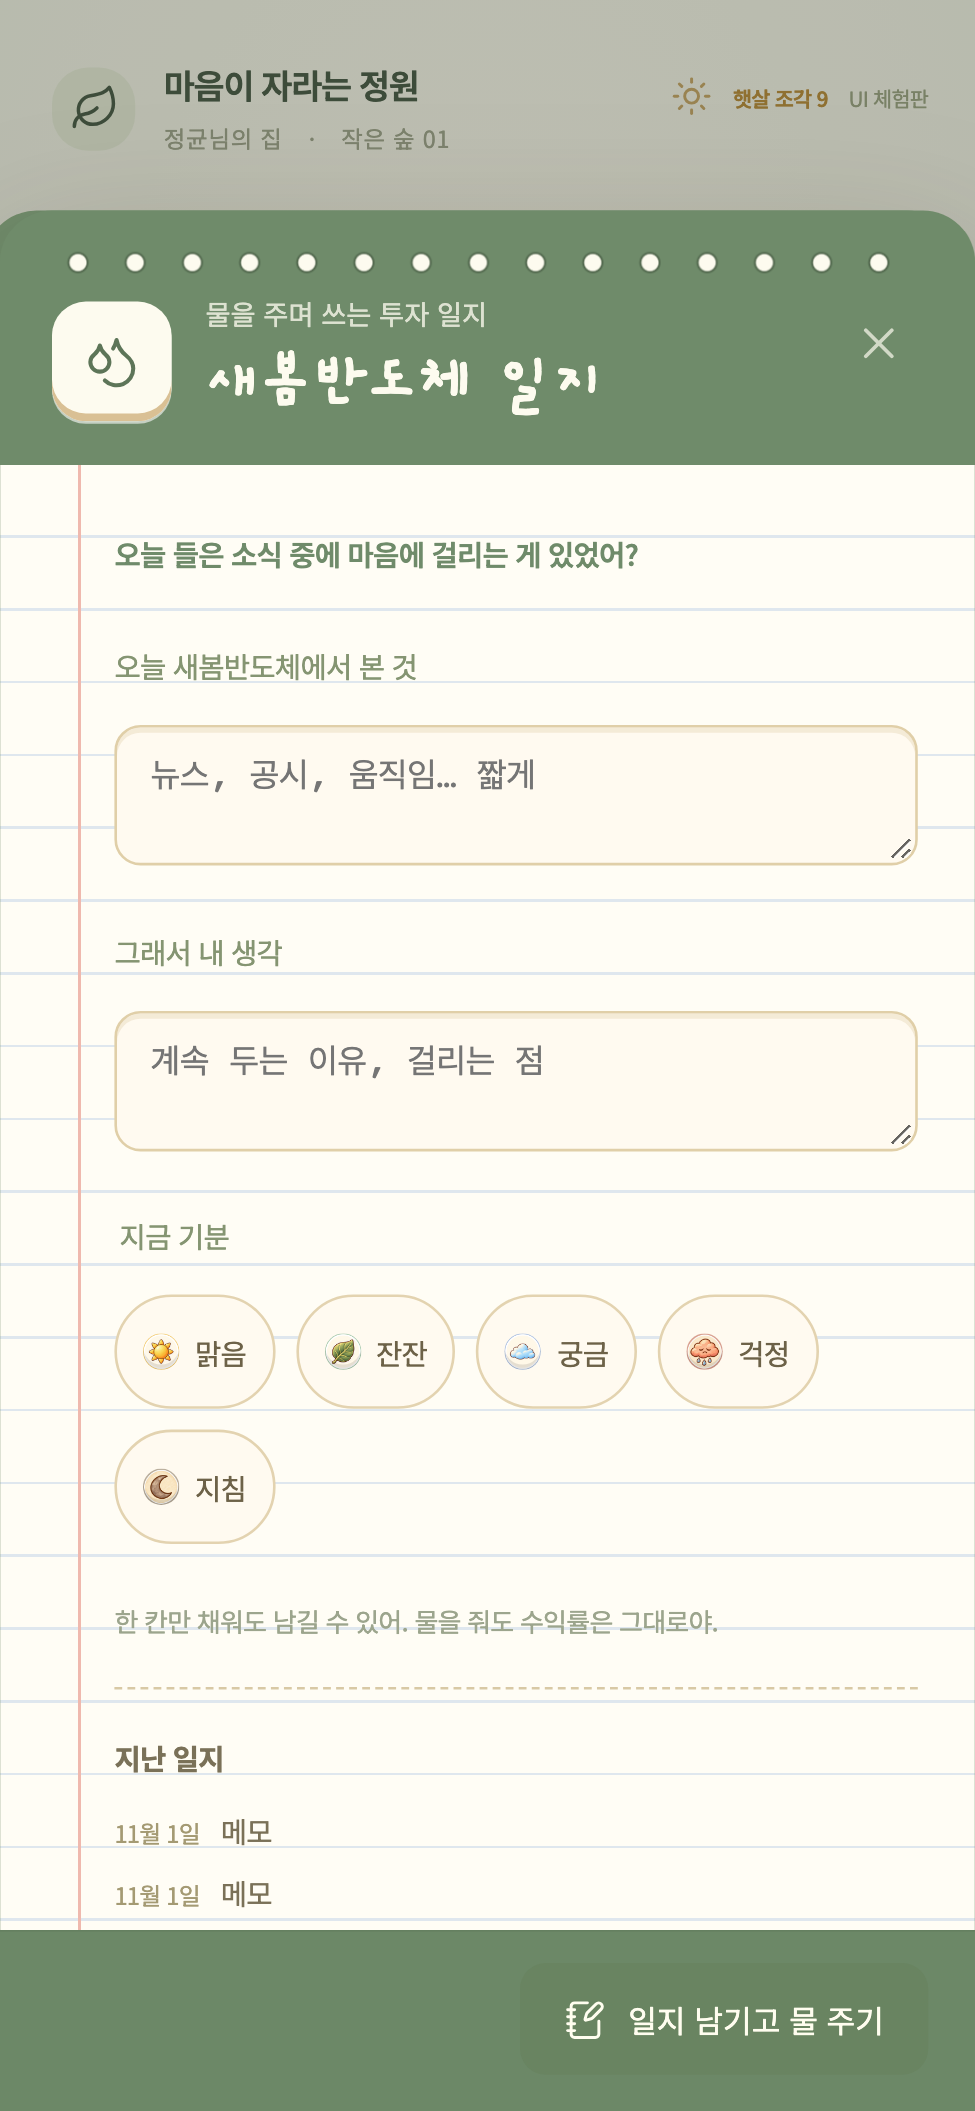 마음이 자라는 정원
정균님의 집 · 작은 숲 01
햇살 조각 9 UI 체험판
물을 주며 쓰는 투자 일지
새봄반도체 일지
오늘 들은 소식 중에 마음에 걸리는 게 있었어?
오늘 새봄반도체에서 본 것
뉴스, 공시, 움직임… 짧게
그래서 내 생각
계속 두는 이유, 걸리는 점
지금 기분
맑음 잔잔 궁금 걱정
지침
한 칸만 채워도 남길 수 있어. 물을 줘도 수익률은 그대로야.
지난 일지
11월 1일 메모
11월 1일 메모
일지 남기고 물 주기